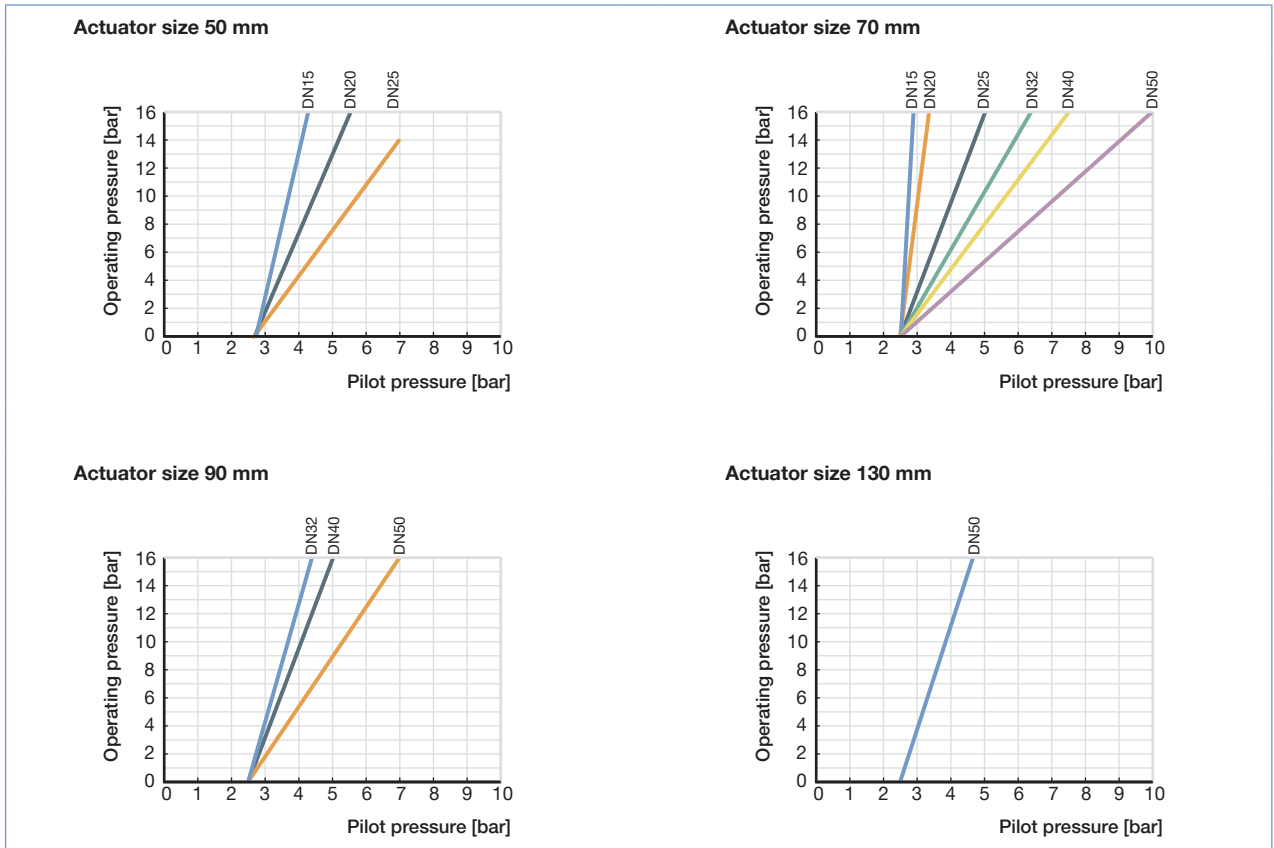 Actuator size 50 mm
DN15 DN20 DN25
Operating pressure [bar]
16
14
12
10
8
6
4
2
0
0 1 2 3 4 5 6 7 8 9 10
Pilot pressure [bar]
Actuator size 70 mm
DN15 DN20 DN25 DN32 DN40 DN50
Operating pressure [bar]
16
14
12
10
8
6
4
2
0
0 1 2 3 4 5 6 7 8 9 10
Pilot pressure [bar]
Actuator size 90 mm
DN32 DN40 DN50
Operating pressure [bar]
16
14
12
10
8
6
4
2
0
0 1 2 3 4 5 6 7 8 9 10
Pilot pressure [bar]
Actuator size 130 mm
DN50
Operating pressure [bar]
16
14
12
10
8
6
4
2
0
0 1 2 3 4 5 6 7 8 9 10
Pilot pressure [bar]